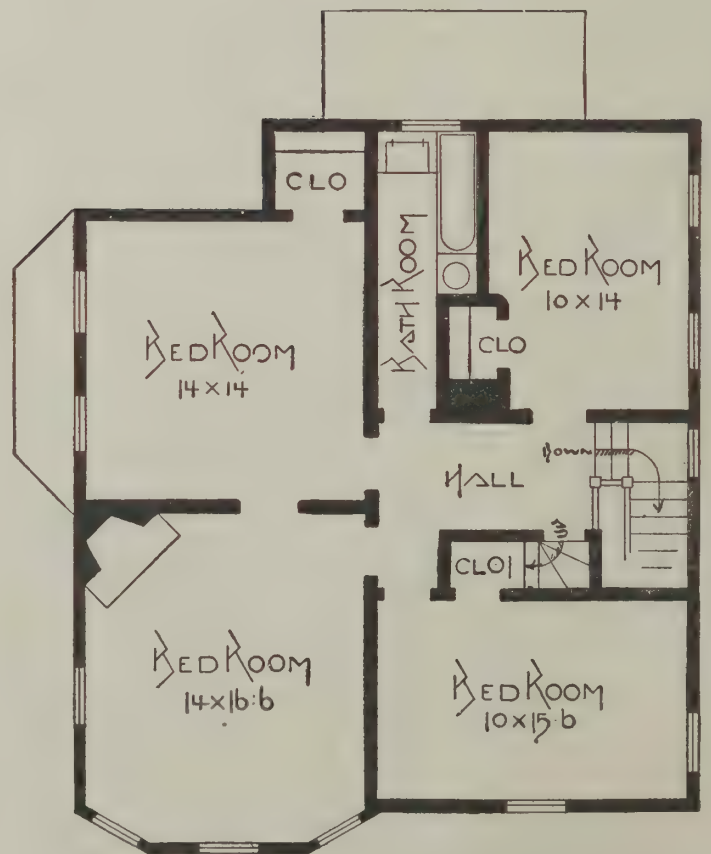 CLO
BATH ROOM
BED ROOM
10 x 14
CLO
BED ROOM
14 x 14
HALL
DOWN
UP
CLO
BED ROOM
14 x 16:6
BED ROOM
10 x 15.6